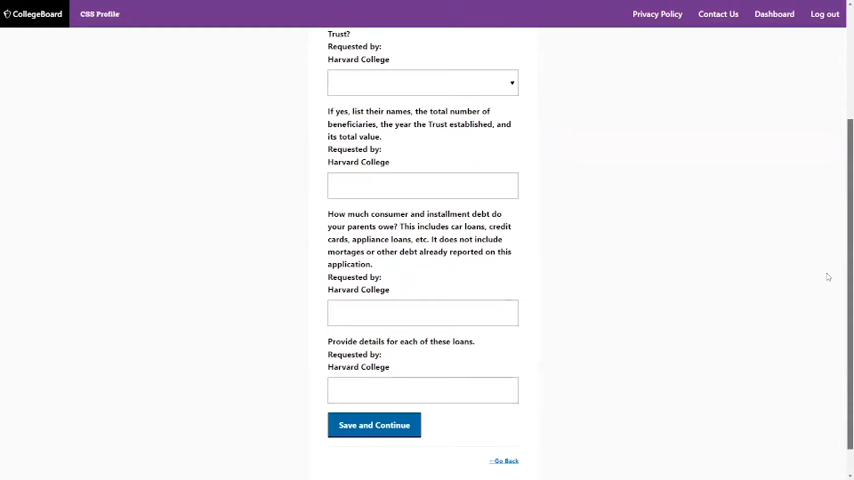 CollegeBoard CSS Profile Privacy Policy Contact Us Dashboard Log out
Trust?
Requested by:
Harvard College
If yes, list their names, the total number of
beneficiaries, the year the Trust established, and
its total value.
Requested by:
Harvard College
How much consumer and installment debt do
your parents owe? This includes car loans, credit
cards, appliance loans, etc. It does not include
mortages or other debt already reported on this
application.
Requested by:
Harvard College
Provide details for each of these loans.
Requested by:
Harvard College
Save and Continue
Go Back